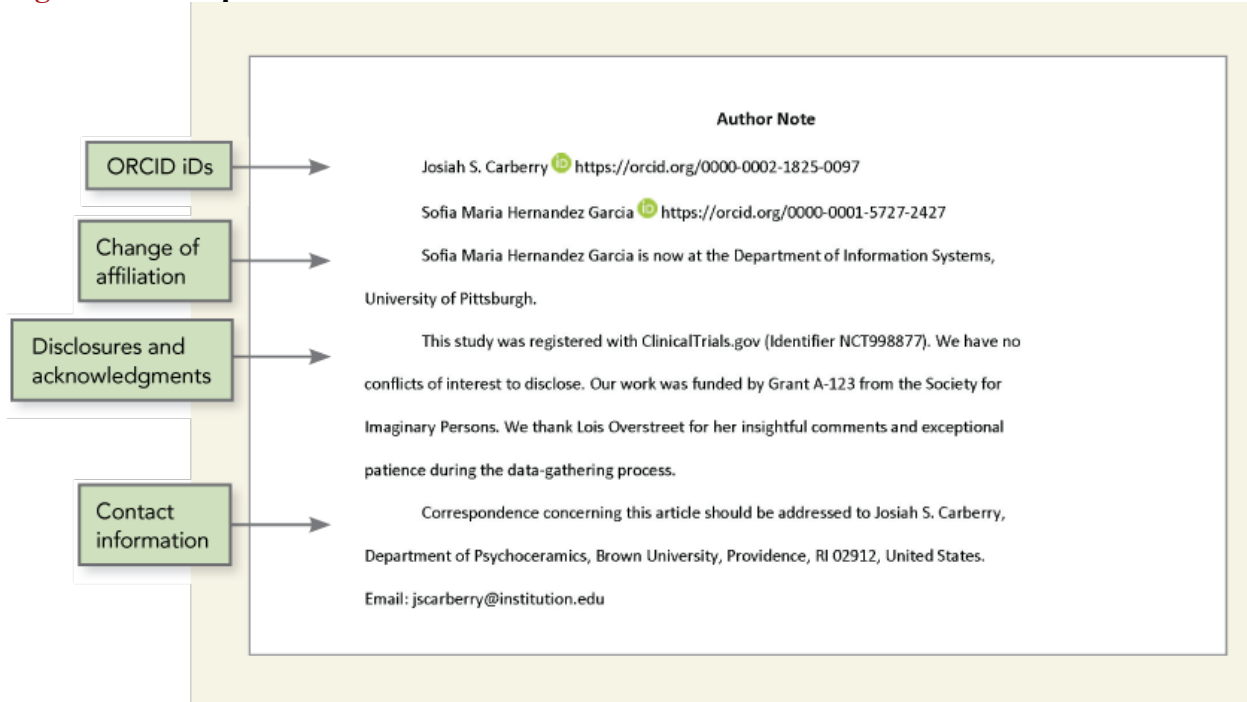 Author Note
ORCID iDs
Josiah S. Carberry iD https://orcid.org/0000-0002-1825-0097
Sofia Maria Hernandez Garcia iD https://orcid.org/0000-0001-5727-2427
Change of
affiliation
Sofia Maria Hernandez Garcia is now at the Department of Information Systems,
University of Pittsburgh.
Disclosures and
acknowledgments
This study was registered with ClinicalTrials.gov (Identifier NCT998877). We have no
conflicts of interest to disclose. Our work was funded by Grant A-123 from the Society for
Imaginary Persons. We thank Lois Overstreet for her insightful comments and exceptional
patience during the data-gathering process.
Contact
information
Correspondence concerning this article should be addressed to Josiah S. Carberry,
Department of Psychoceramics, Brown University, Providence, RI 02912, United States.
Email: jscarberry@institution.edu